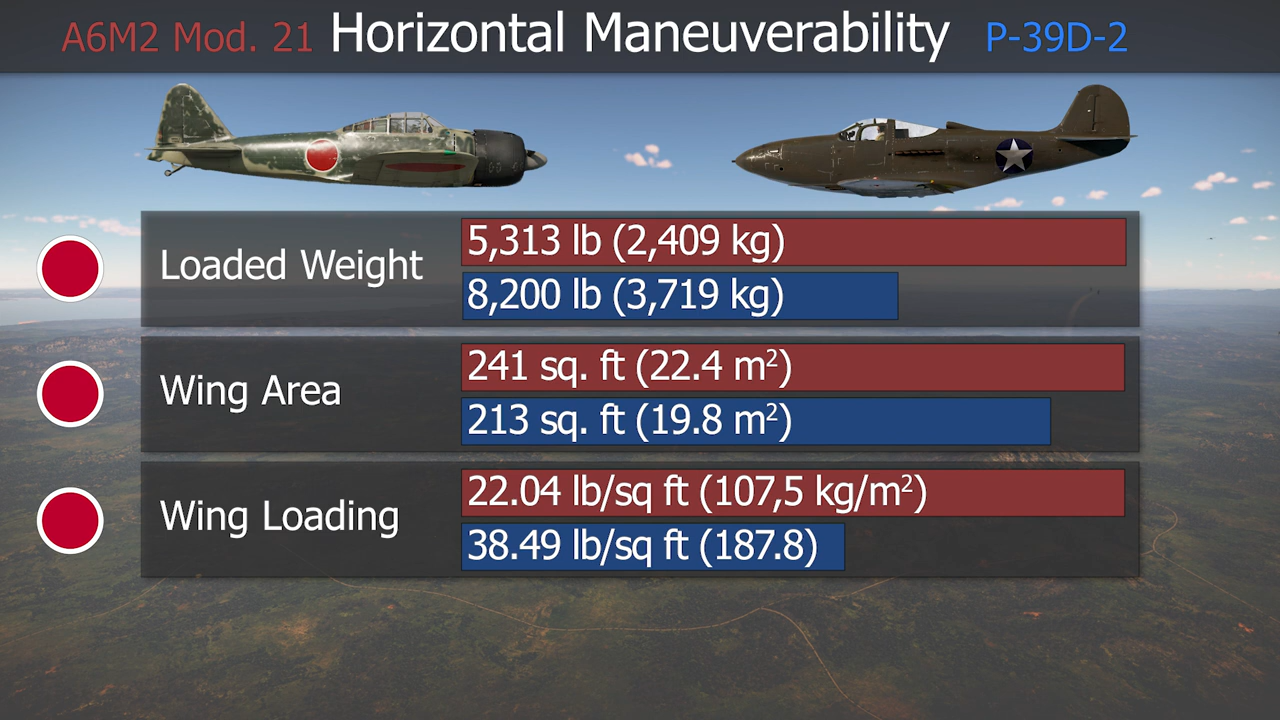 A6M2 Mod. 21 Horizontal Maneuverability P-39D-2
Loaded Weight
5,313 lb (2,409 kg)
8,200 lb (3,719 kg)
Wing Area
241 sq. ft (22.4 m²)
213 sq. ft (19.8 m²)
Wing Loading
22.04 lb/sq ft (107,5 kg/m²)
38.49 lb/sq ft (187.8)